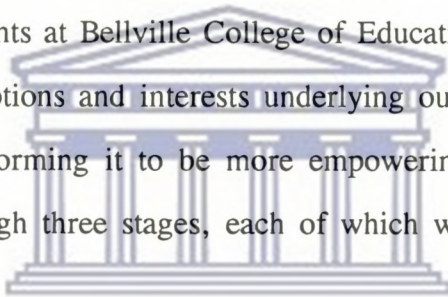 nts at Bellville College of Educat
tions and interests underlying ou
orming it to be more empowerin
gh three stages, each of which w